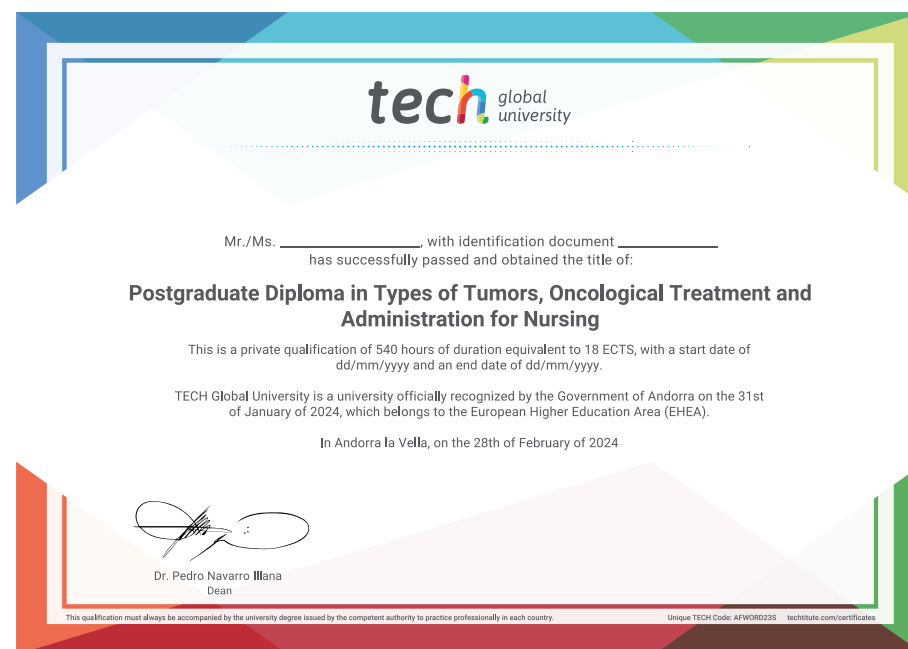 tech global
university
Mr./Ms. ____________________, with identification document ______________
has successfully passed and obtained the title of:
Postgraduate Diploma in Types of Tumors, Oncological Treatment and
Administration for Nursing
This is a private qualification of 540 hours of duration equivalent to 18 ECTS, with a start date of
dd/mm/yyyy and an end date of dd/mm/yyyy.
TECH Global University is a university officially recognized by the Government of Andorra on the 31st
of January of 2024, which belongs to the European Higher Education Area (EHEA).
In Andorra la Vella, on the 28th of February of 2024
Dr. Pedro Navarro Illana
Dean
This qualification must always be accompanied by the university degree issued by the competent authority to practice professionally in each country.
Unique TECH Code: AFWORD23S techtitute.com/certificates